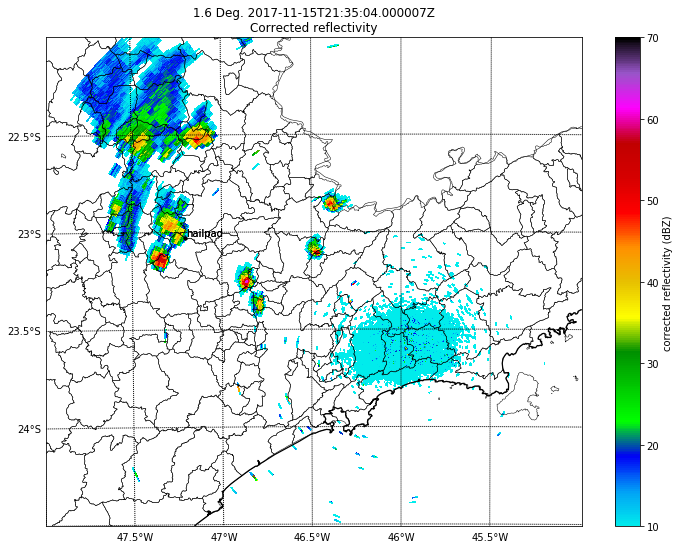 1.6 Deg. 2017-11-15T21:35:04.000007Z
Corrected reflectivity
22.5°S
23°S
23.5°S
24°S
47.5°W
47°W
46.5°W
46°W
45.5°W
hailpad
70
60
50
40
30
20
10
corrected reflectivity (dBZ)